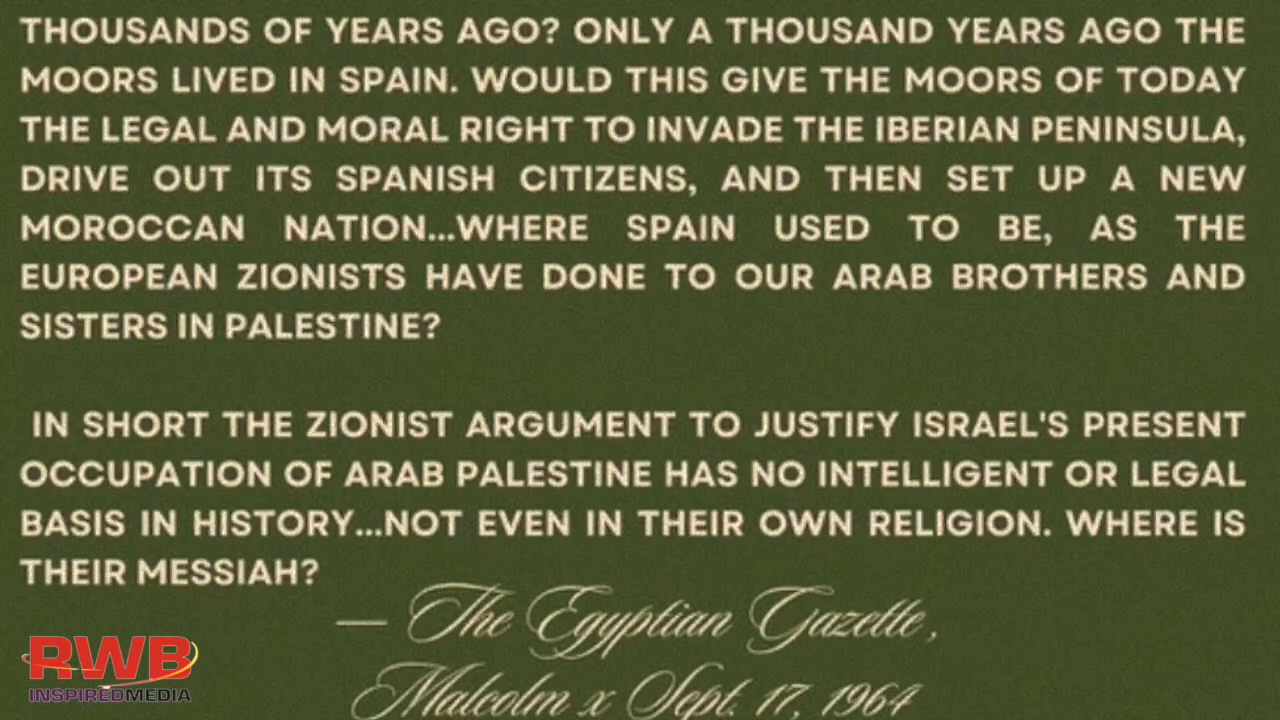 THOUSANDS OF YEARS AGO? ONLY A THOUSAND YEARS AGO THE
MOORS LIVED IN SPAIN. WOULD THIS GIVE THE MOORS OF TODAY
THE LEGAL AND MORAL RIGHT TO INVADE THE IBERIAN PENINSULA,
DRIVE OUT ITS SPANISH CITIZENS, AND THEN SET UP A NEW
MOROCCAN NATION...WHERE SPAIN USED TO BE, AS THE
EUROPEAN ZIONISTS HAVE DONE TO OUR ARAB BROTHERS AND
SISTERS IN PALESTINE?
IN SHORT THE ZIONIST ARGUMENT TO JUSTIFY ISRAEL'S PRESENT
OCCUPATION OF ARAB PALESTINE HAS NO INTELLIGENT OR LEGAL
BASIS IN HISTORY...NOT EVEN IN THEIR OWN RELIGION. WHERE IS
THEIR MESSIAH?
— The Egyptian Gazette,
Malcolm x Sept. 17, 1964
RWB
INSPIREDMEDIA